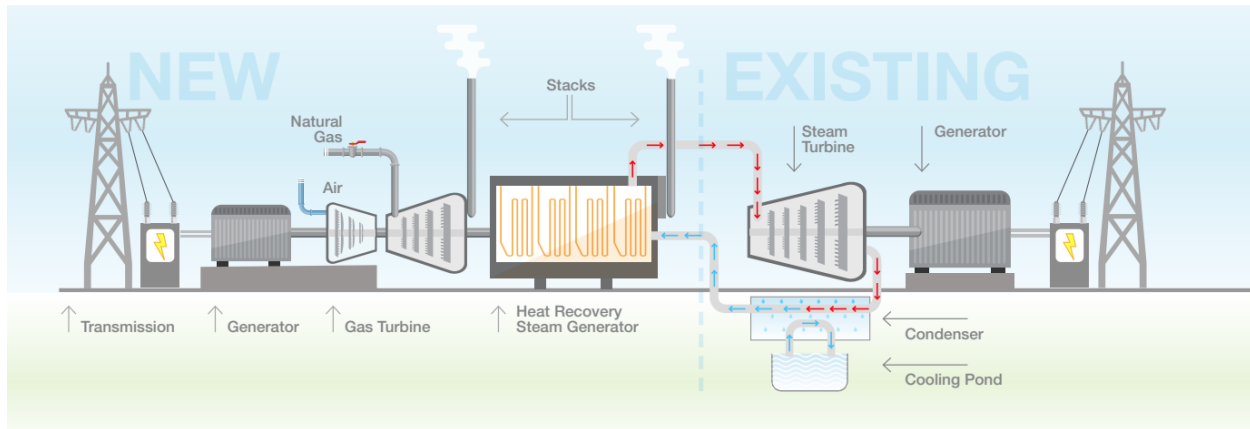 NEW
EXISTING
Stacks
Natural
Gas
Air
Steam
Turbine
Generator
Transmission
Generator
Gas Turbine
Heat Recovery
Steam Generator
Condenser
Cooling Pond